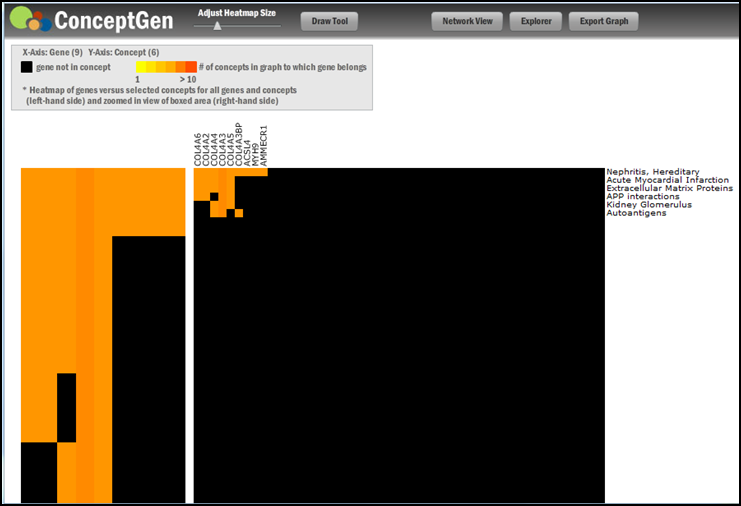 ConceptGen
Adjust Heatmap Size
Draw Tool
Network View
Explorer
Export Graph
X-Axis: Gene (9) Y-Axis: Concept (6)
gene not in concept
# of concepts in graph to which gene belongs
1 > 10
* Heatmap of genes versus selected concepts for all genes and concepts
(left-hand side) and zoomed in view of boxed area (right-hand side)
COL4A6
COL4A2
COL4A4
COL4A3
COL4A5
COL4A3BP
ACSL4
MYH9
AMMECR1
Nephritis, Hereditary
Acute Myocardial Infarction
Extracellular Matrix Proteins
APP interactions
Kidney Glomerulus
Autoantigens